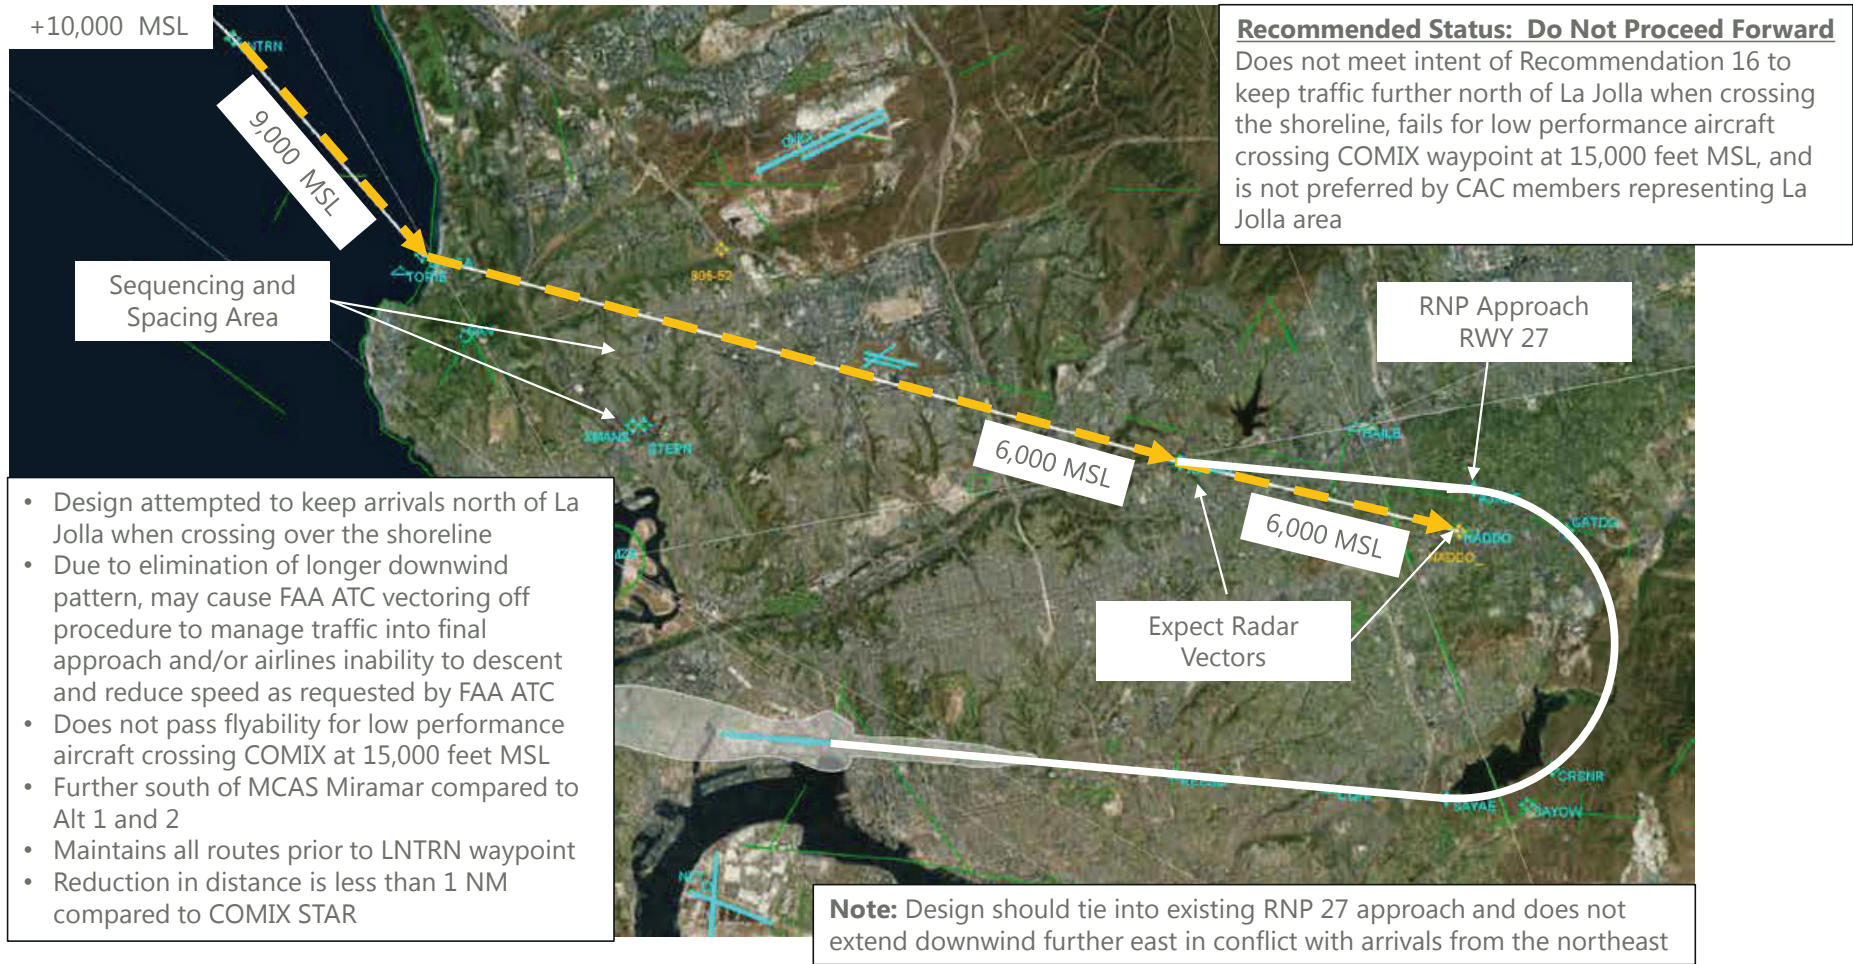 +10,000 MSL
LNTRN
9,000 MSL
Recommended Status: Do Not Proceed Forward
Does not meet intent of Recommendation 16 to
keep traffic further north of La Jolla when crossing
the shoreline, fails for low performance aircraft
crossing COMIX waypoint at 15,000 feet MSL, and
is not preferred by CAC members representing La
Jolla area
TORIE
Sequencing and
Spacing Area
RNP Approach
RWY 27
STEPN
6,000 MSL
6,000 MSL
GATDG
NADDO
NADDO_
Expect Radar
Vectors
• Design attempted to keep arrivals north of La
Jolla when crossing over the shoreline
• Due to elimination of longer downwind
pattern, may cause FAA ATC vectoring off
procedure to manage traffic into final
approach and/or airlines inability to descent
and reduce speed as requested by FAA ATC
• Does not pass flyability for low performance
aircraft crossing COMIX at 15,000 feet MSL
• Further south of MCAS Miramar compared to
Alt 1 and 2
• Maintains all routes prior to LNTRN waypoint
• Reduction in distance is less than 1 NM
compared to COMIX STAR
CRSNR
SAYAE
SAYOW
Note: Design should tie into existing RNP 27 approach and does not
extend downwind further east in conflict with arrivals from the northeast